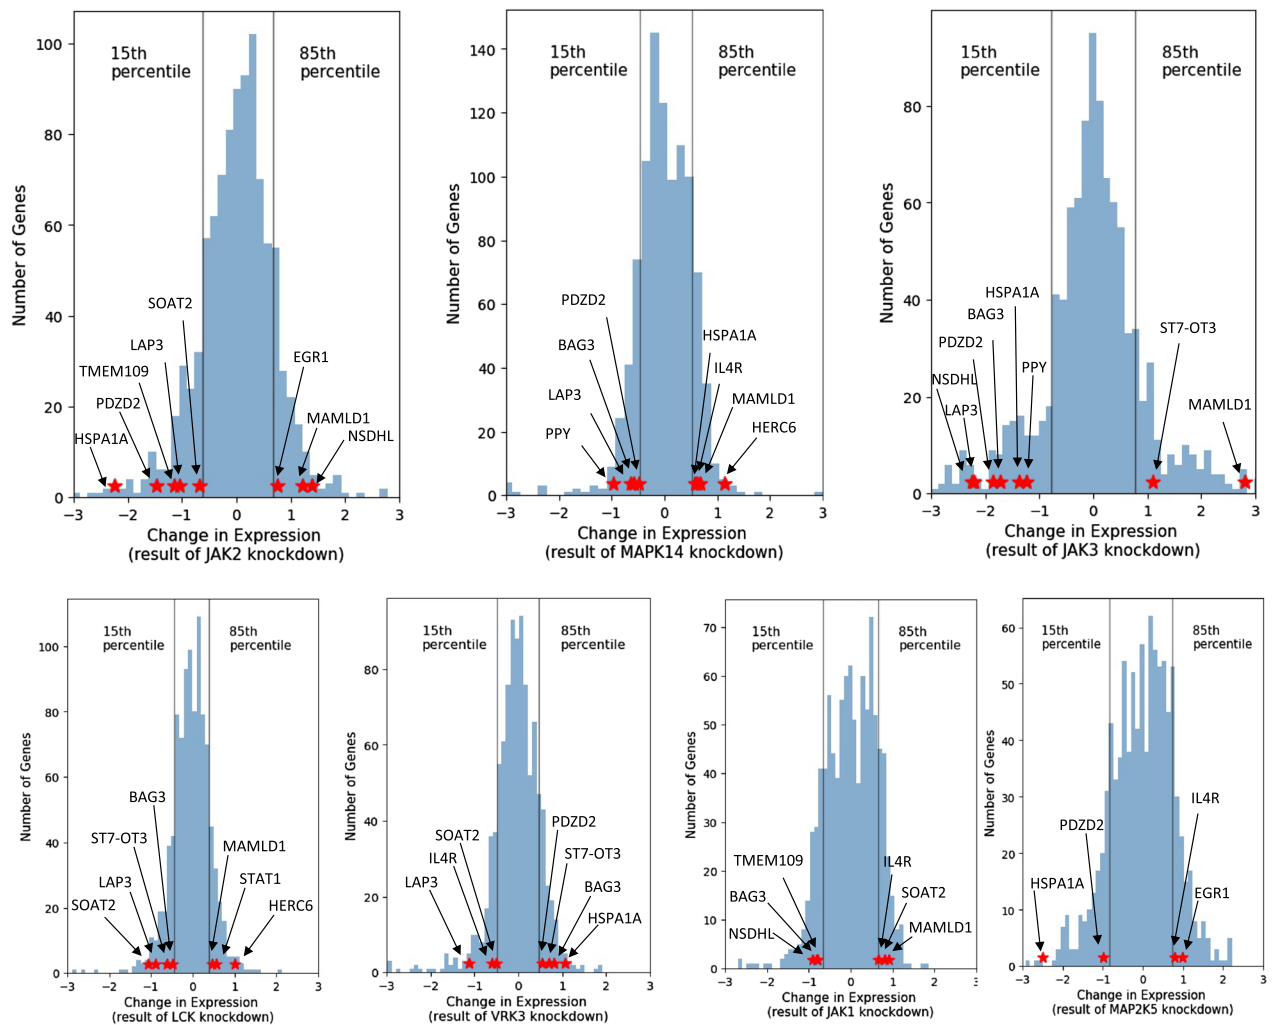 15th
percentile
85th
percentile
100
80
60
40
20
0
Number of Genes
SOAT2
LAP3
TMEM109
PDZD2
HSPA1A
EGR1
MAMLD1
NSDHL
−3 −2 −1 0 1 2 3
Change in Expression
(result of JAK2 knockdown)
15th
percentile
85th
percentile
140
120
100
80
60
40
20
0
Number of Genes
PDZD2
BAG3
LAP3
PPY
HSPA1A
IL4R
MAMLD1
HERC6
−3 −2 −1 0 1 2 3
Change in Expression
(result of MAPK14 knockdown)
15th
percentile
85th
percentile
80
60
40
20
0
Number of Genes
HSPA1A
BAG3
PDZD2
PPY
NSDHL
LAP3
ST7-OT3
MAMLD1
−3 −2 −1 0 1 2 3
Change in Expression
(result of JAK3 knockdown)
15th
percentile
85th
percentile
100
80
60
40
20
0
Number of Genes
BAG3
ST7-OT3
LAP3
SOAT2
MAMLD1
STAT1
HERC6
−3 −2 −1 0 1 2 3
Change in Expression
(result of LCK knockdown)
15th
percentile
85th
percentile
80
60
40
20
0
Number of Genes
SOAT2
IL4R
LAP3
PDZD2
ST7-OT3
BAG3
HSPA1A
−3 −2 −1 0 1 2 3
Change in Expression
(result of VRK3 knockdown)
15th
percentile
85th
percentile
70
60
50
40
30
20
10
0
Number of Genes
TMEM109
BAG3
NSDHL
IL4R
SOAT2
MAMLD1
−3 −2 −1 0 1 2 3
Change in Expression
(result of JAK1 knockdown)
15th
percentile
85th
percentile
60
50
40
30
20
10
0
Number of Genes
PDZD2
HSPA1A
IL4R
EGR1
−3 −2 −1 0 1 2 3
Change in Expression
(result of MAP2K5 knockdown)